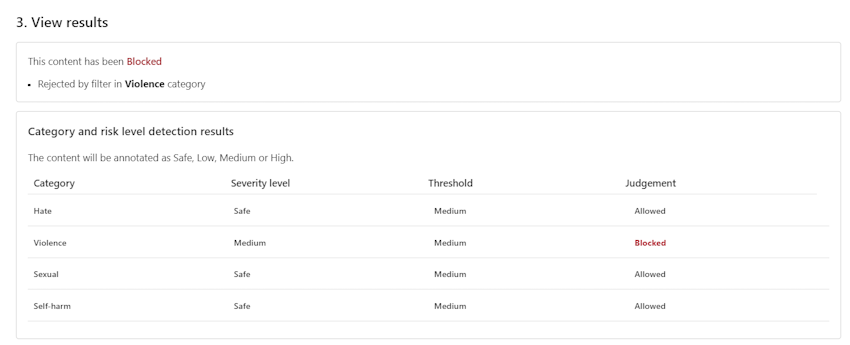 3. View results
This content has been Blocked
• Rejected by filter in Violence category
Category and risk level detection results
The content will be annotated as Safe, Low, Medium or High.
Category Severity level Threshold Judgement
Hate Safe Medium Allowed
Violence Medium Medium Blocked
Sexual Safe Medium Allowed
Self-harm Safe Medium Allowed